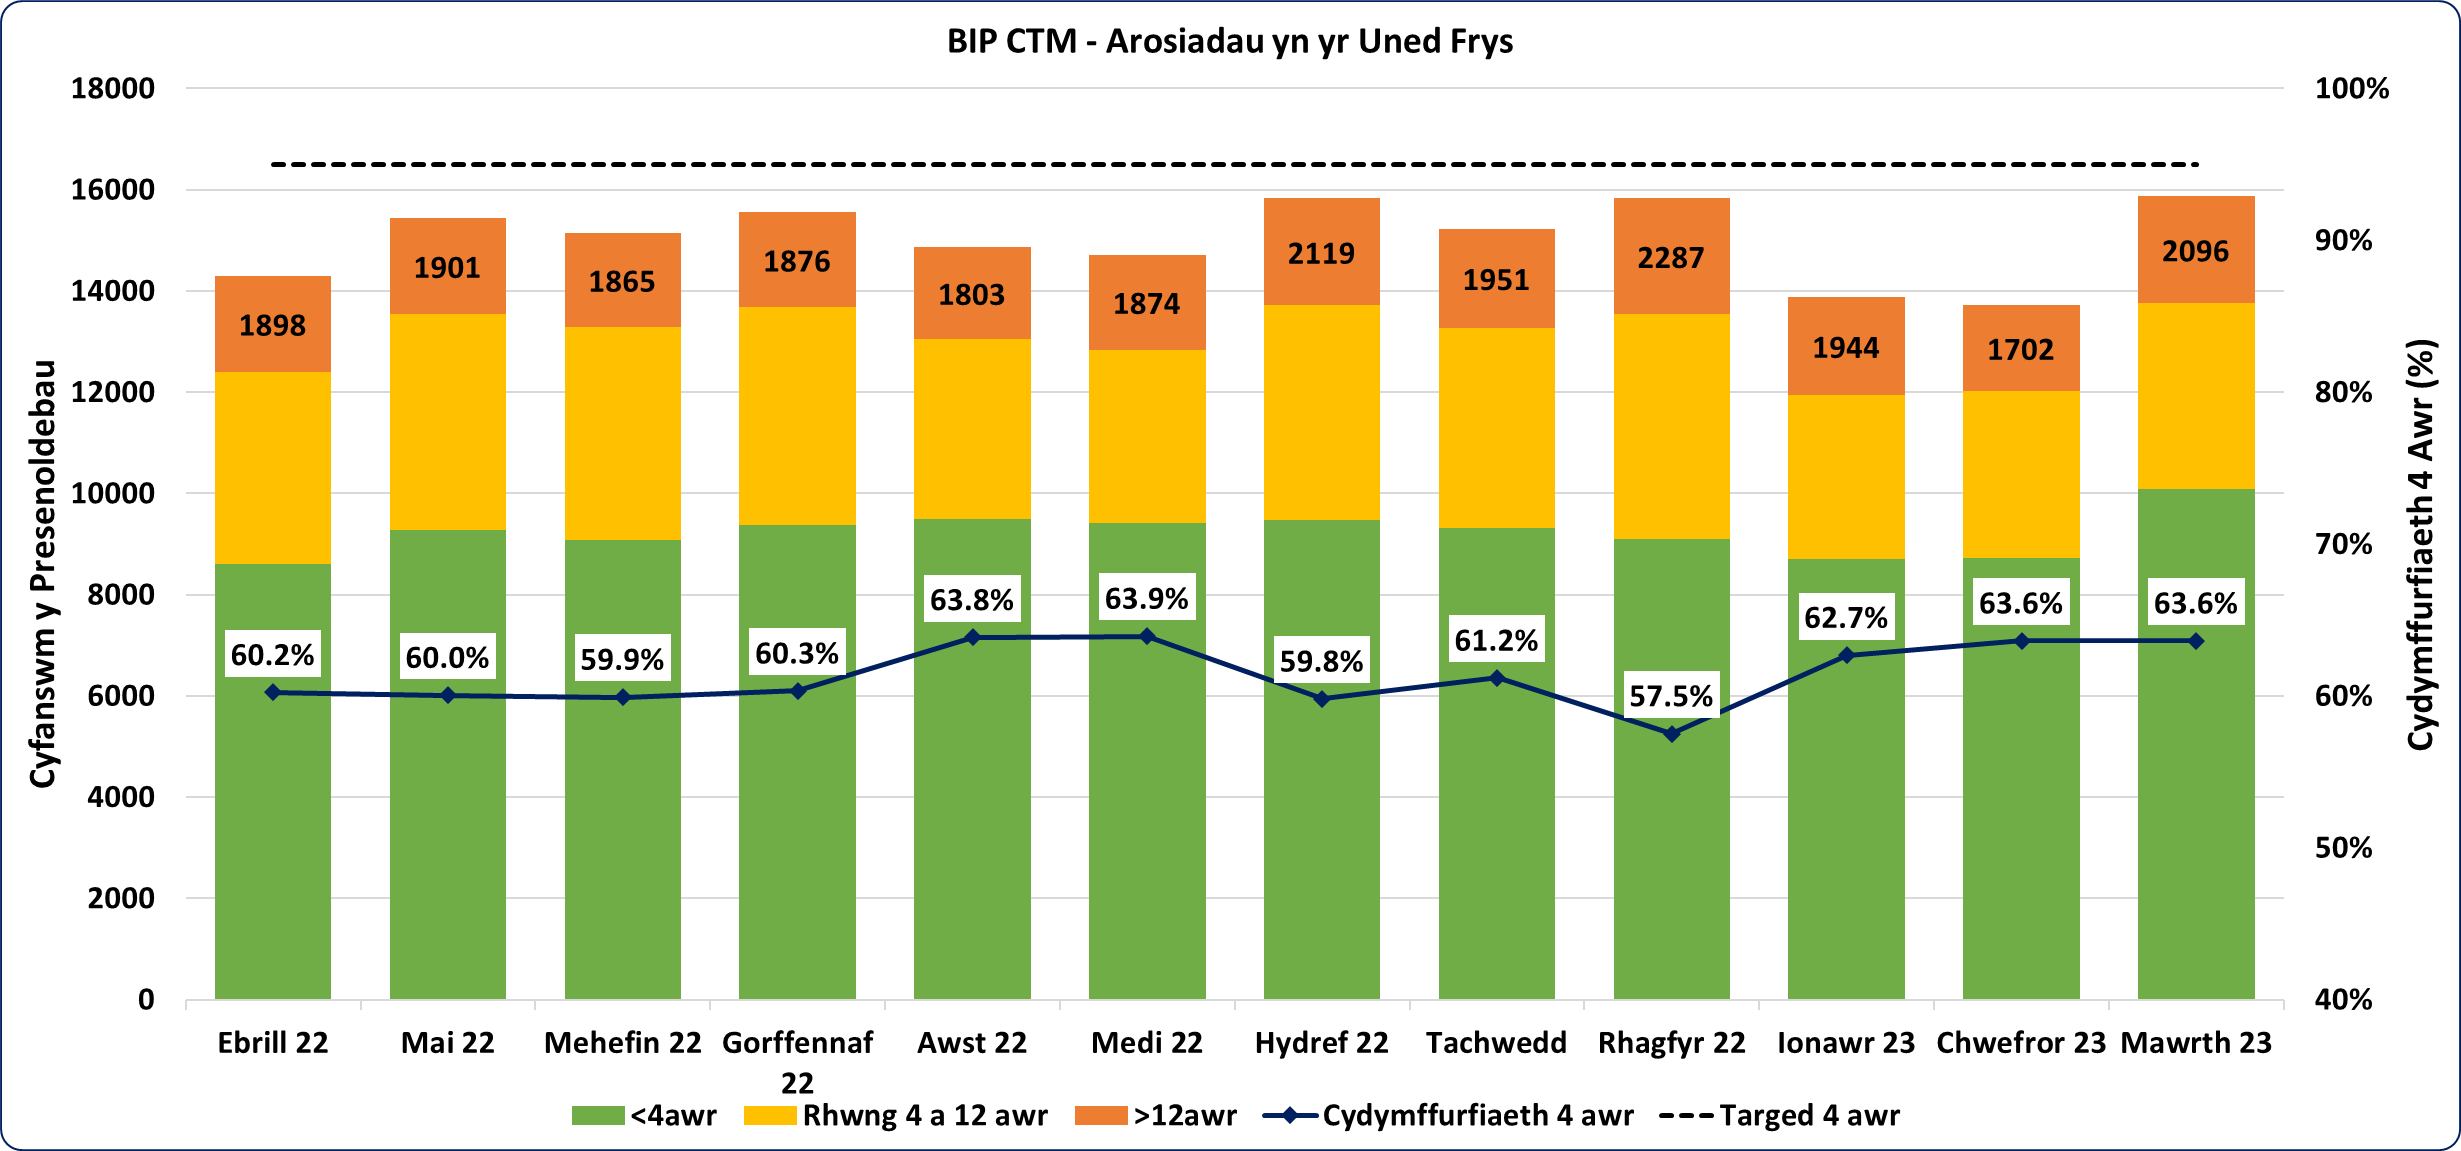 BIP CTM - Arosiadau yn yr Uned Frys
18000
16000
14000
12000
10000
8000
6000
4000
2000
0
Cyfanswm y Presenoldebau
100%
90%
80%
70%
60%
50%
40%
Cydymffurfiaeth 4 Awr (%)
1898
1901
1865
1876
1803
1874
2119
1951
2287
1944
1702
2096
60.2%
60.0%
59.9%
60.3%
63.8%
63.9%
59.8%
61.2%
57.5%
62.7%
63.6%
63.6%
Ebrill 22
Mai 22
Mehefin 22
Gorffennaf
22
Awst 22
Medi 22
Hydref 22
Tachwedd
Rhagfyr 22
Ionawr 23
Chwefror 23
Mawrth 23
<4awr
Rhwng 4 a 12 awr
>12awr
Cydymffurfiaeth 4 awr
Targed 4 awr